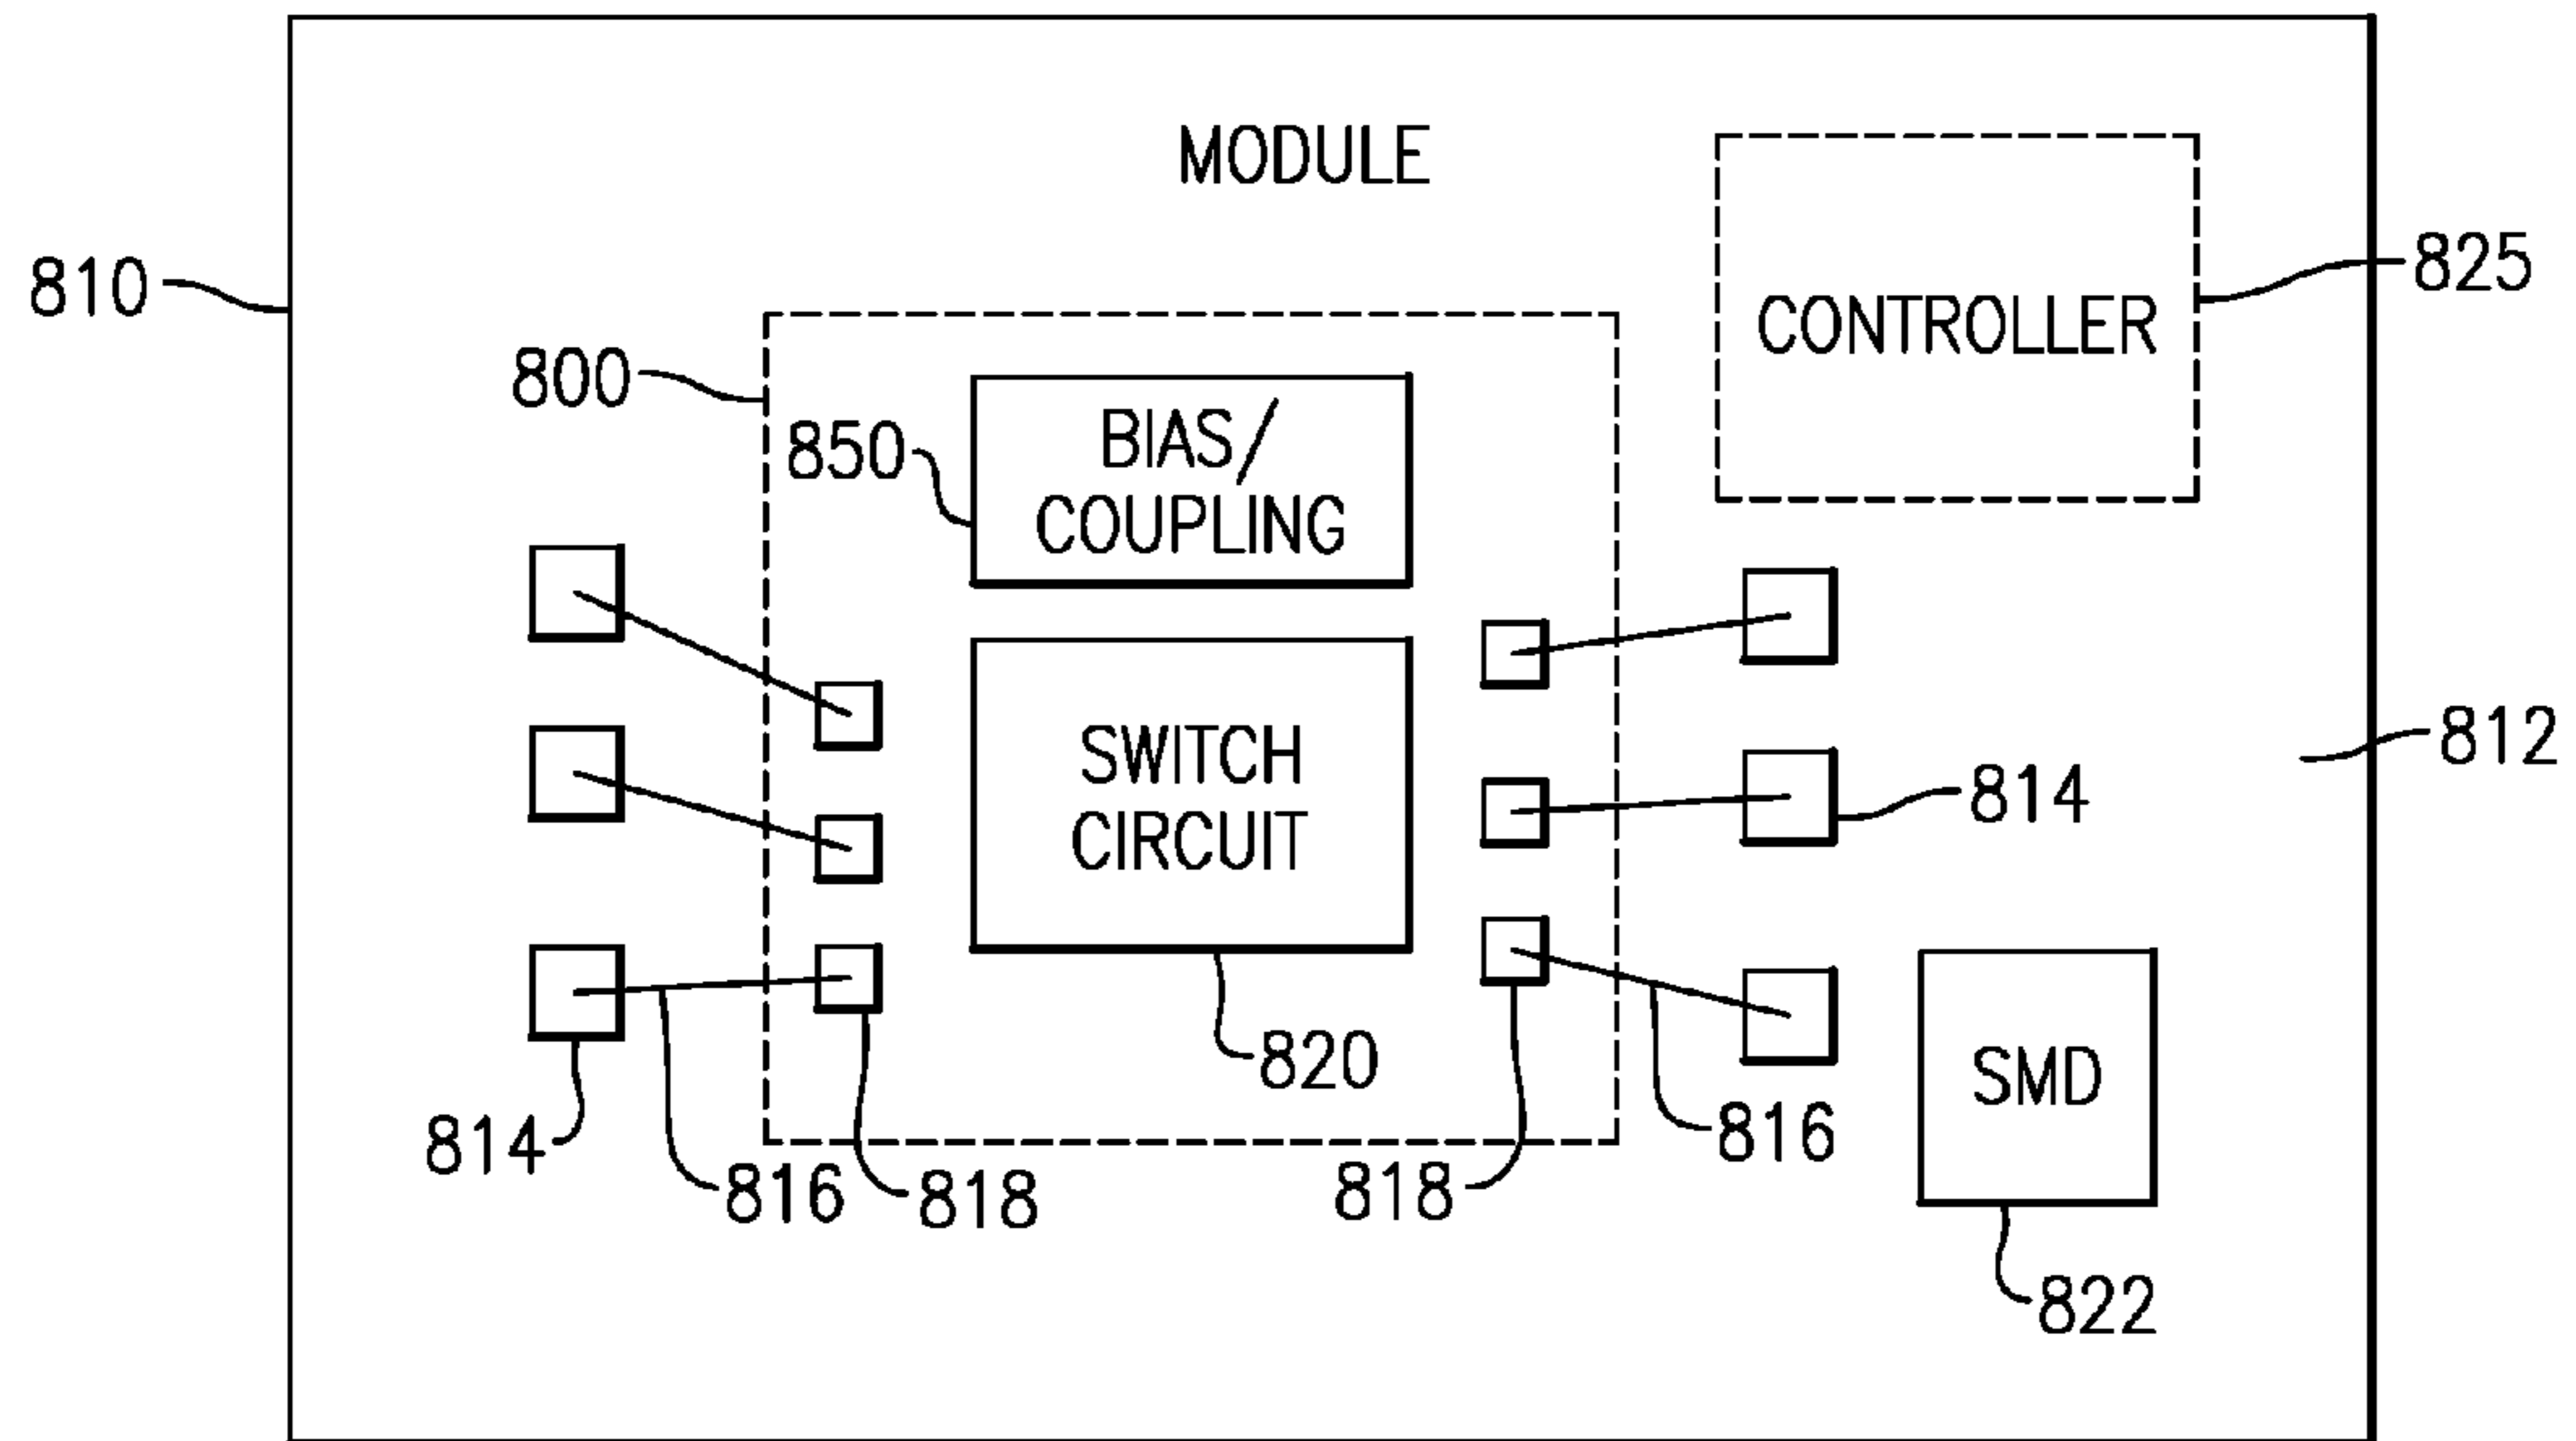 MODULE
810
825
CONTROLLER
800
850
BIAS/
COUPLING
812
SWITCH
CIRCUIT
814
820
SMD
814
816
818
818
816
822